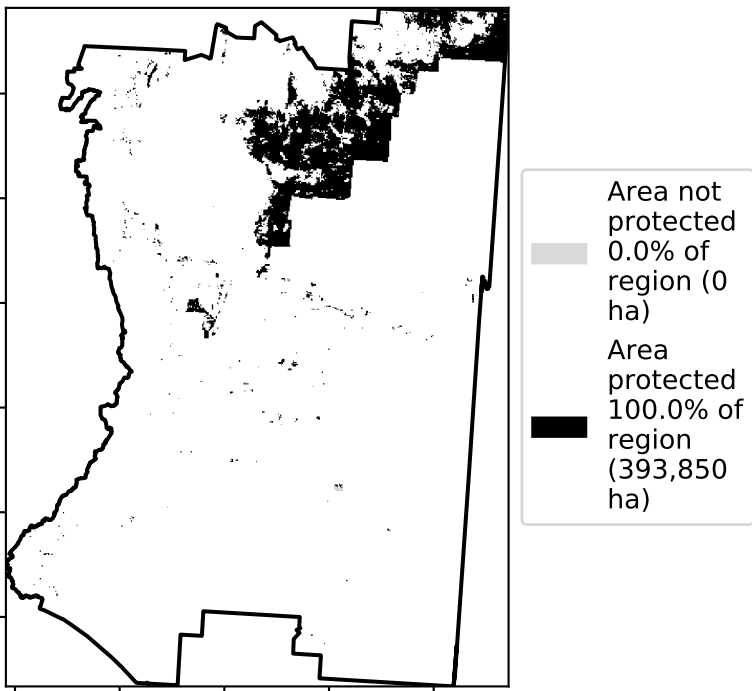 Area not
protected
0.0% of
region (0
ha)
Area
protected
100.0% of
region
(393,850
ha)